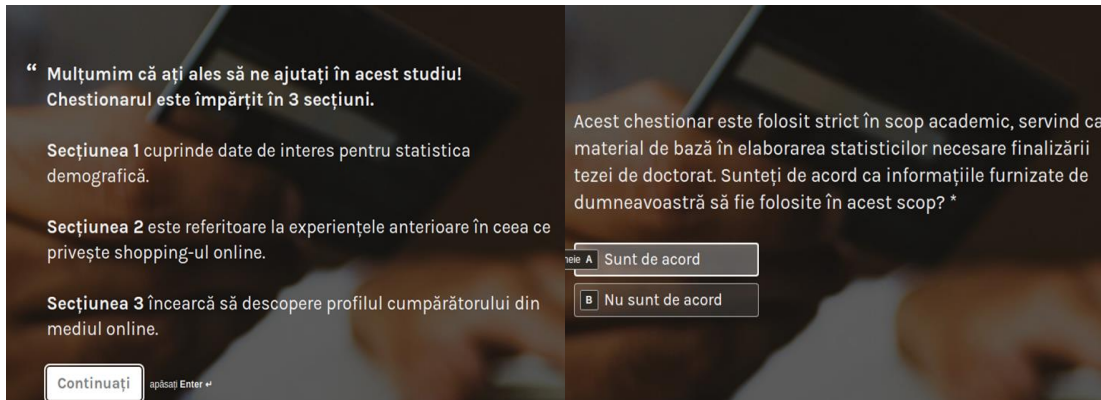 “ Mulțumim că ați ales să ne ajutați în acest studiu!
Chestionarul este împărțit în 3 secțiuni.
Secțiunea 1 cuprinde date de interes pentru statistica
demografică.
Secțiunea 2 este referitoare la experiențele anterioare în ceea ce
privește shopping-ul online.
Secțiunea 3 încearcă să descopere profilul cumpărătorului din
mediul online.
Continuați apăsați Enter ↵
Acest chestionar este folosit strict în scop academic, servind ca
material de bază în elaborarea statisticilor necesare finalizării
tezei de doctorat. Sunteți de acord ca informațiile furnizate de
dumneavoastră să fie folosite în acest scop? *
A Sunt de acord
B Nu sunt de acord